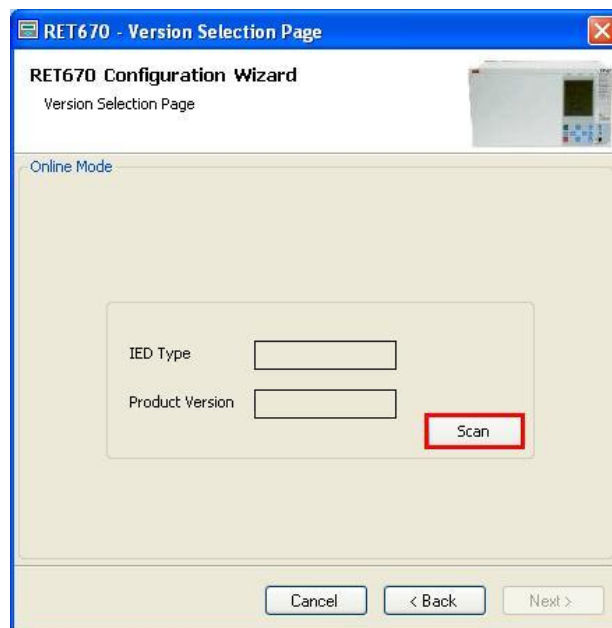 RET670 - Version Selection Page
RET670 Configuration Wizard
Version Selection Page
Online Mode
IED Type
Product Version
Scan
Cancel
< Back
Next >